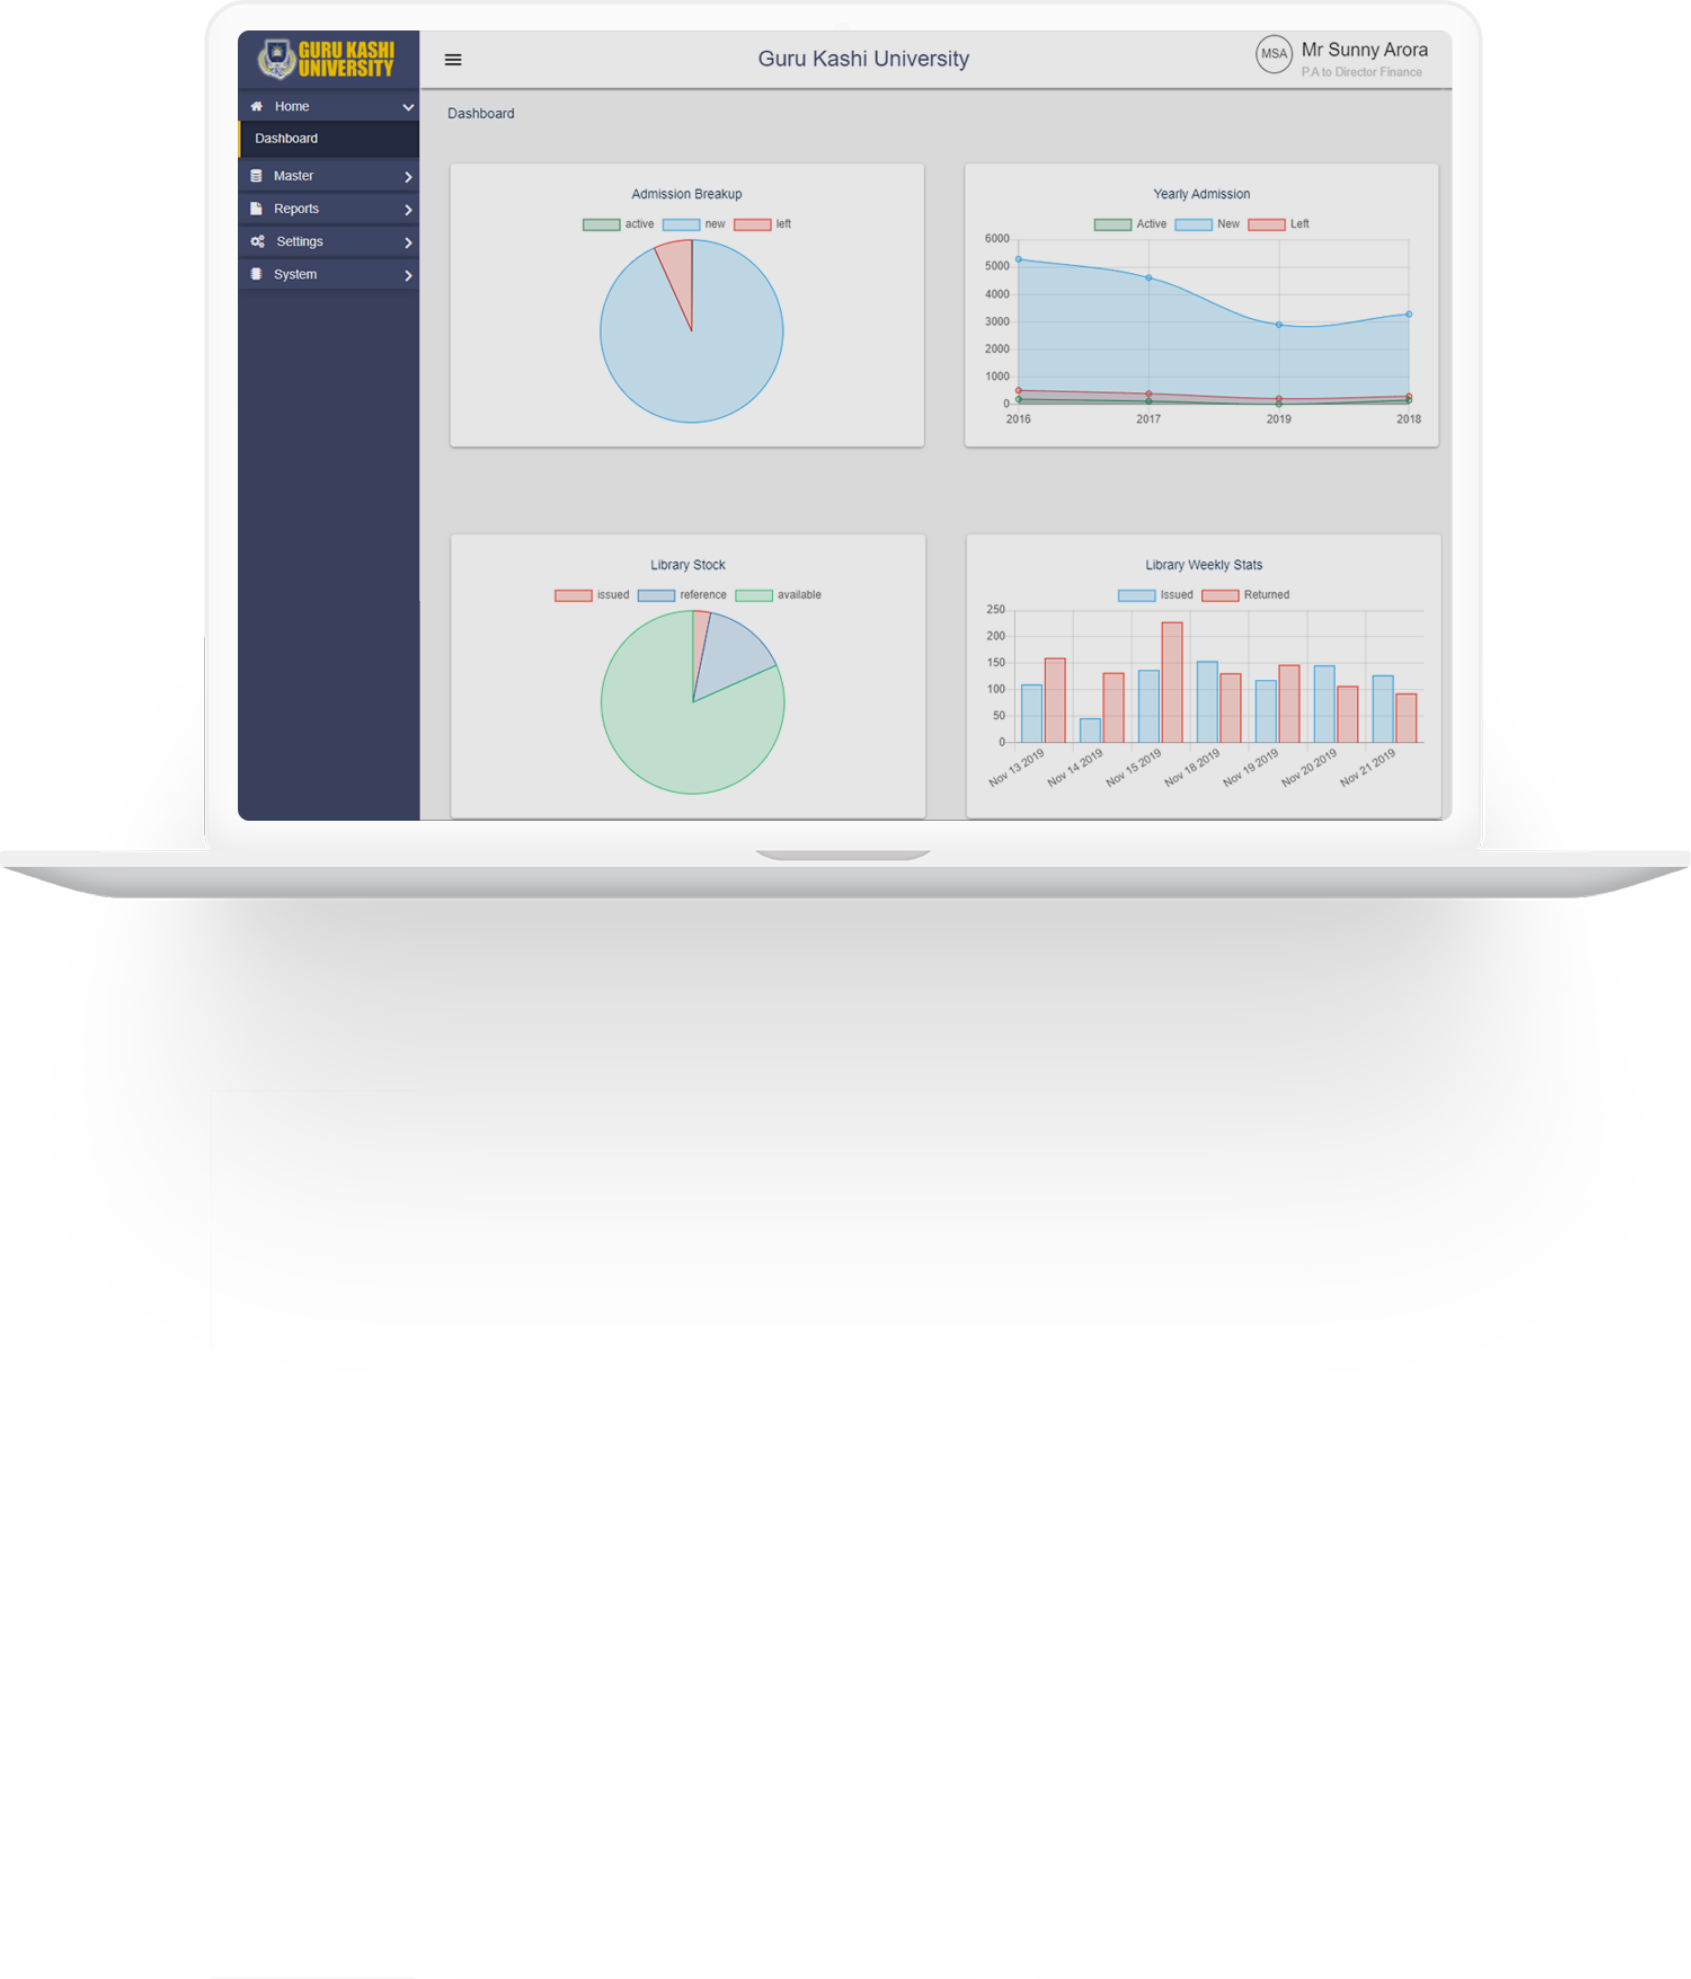 GURU KASHI
UNIVERSITY
Guru Kashi University
MSA
Mr Sunny Arora
P.A to Director Finance
Home
Dashboard
Master
Reports
Settings
System
Dashboard
Admission Breakup
active new left
Yearly Admission
Active New Left
6000
5000
4000
3000
2000
1000
0
2016 2017 2019 2018
Library Stock
issued reference available
Library Weekly Stats
Issued Returned
250
200
150
100
50
0
Nov 13 2019 Nov 14 2019 Nov 15 2019 Nov 18 2019 Nov 19 2019 Nov 20 2019 Nov 21 2019